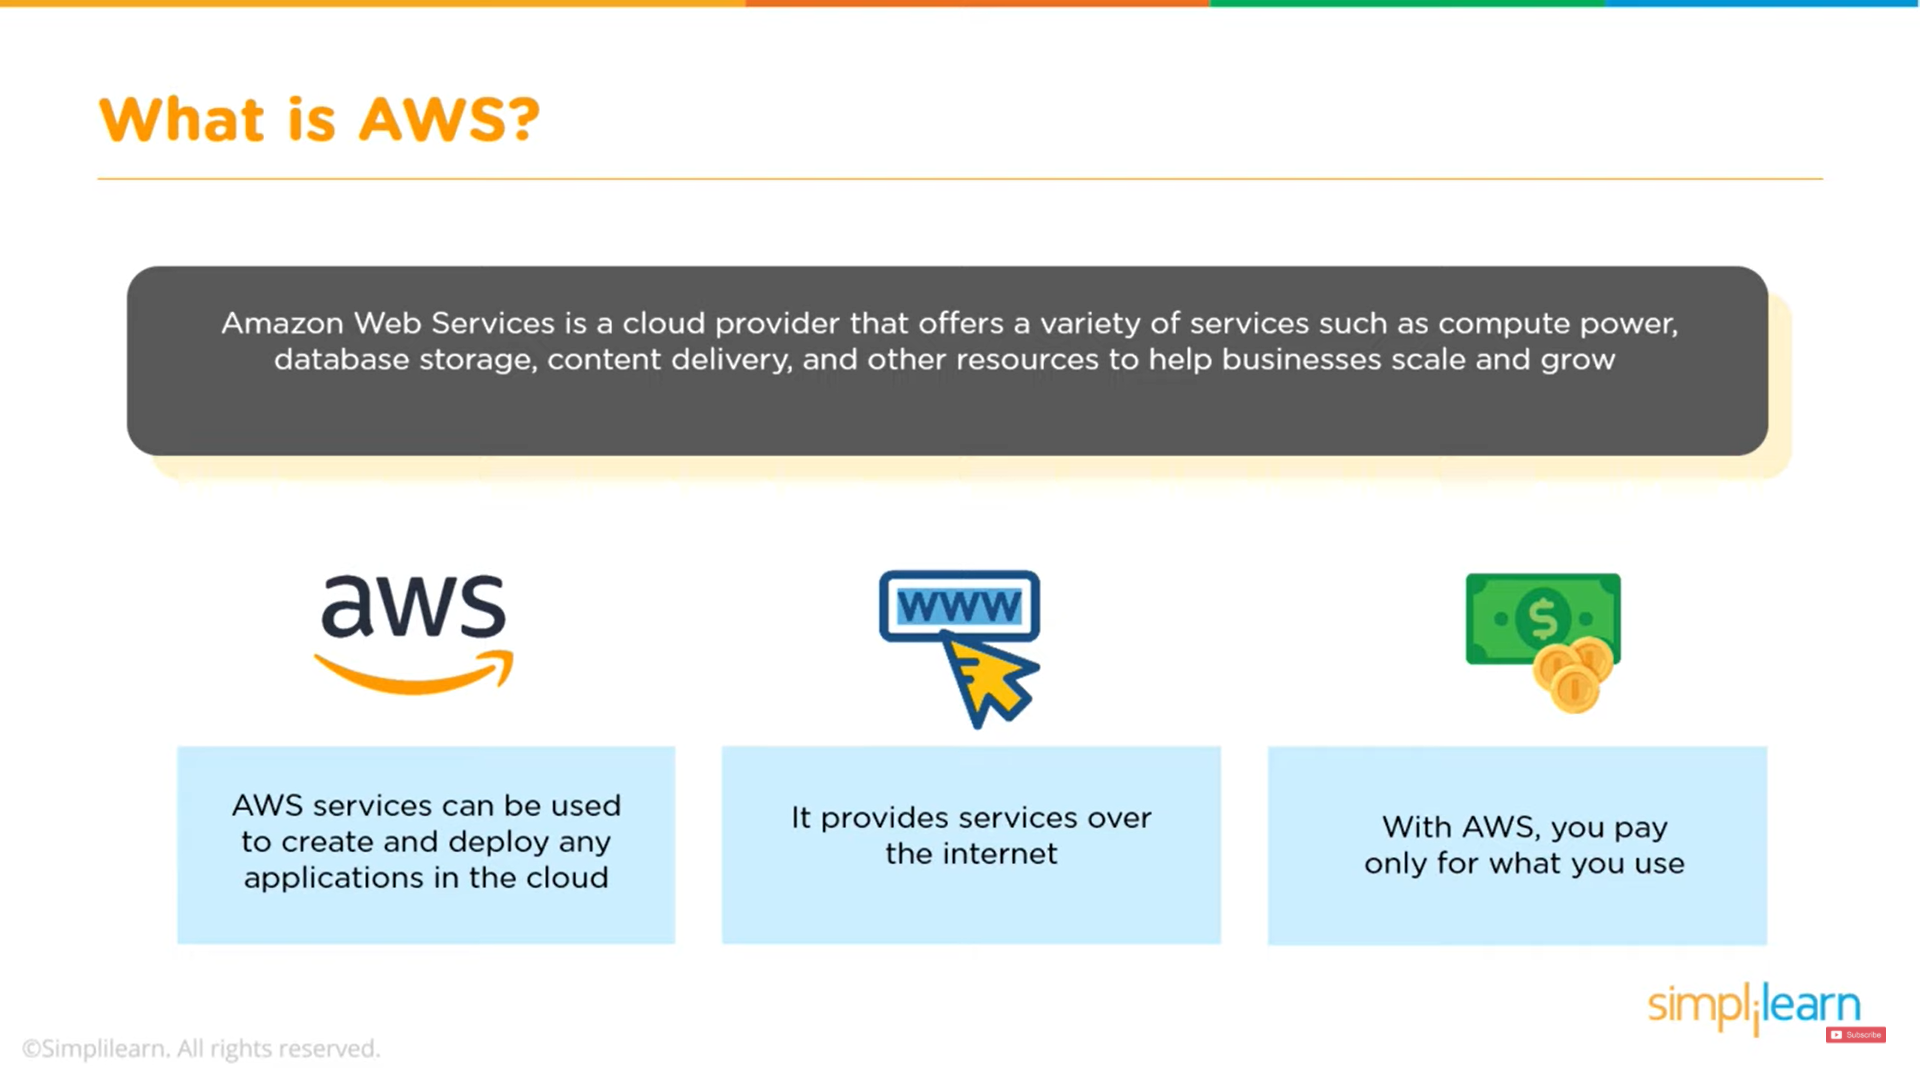 What is AWS?
Amazon Web Services is a cloud provider that offers a variety of services such as compute power,
database storage, content delivery, and other resources to help businesses scale and grow
aws
WWW
$
AWS services can be used
to create and deploy any
applications in the cloud
It provides services over
the internet
With AWS, you pay
only for what you use
simplilearn
Subscribe
©Simplilearn. All rights reserved.